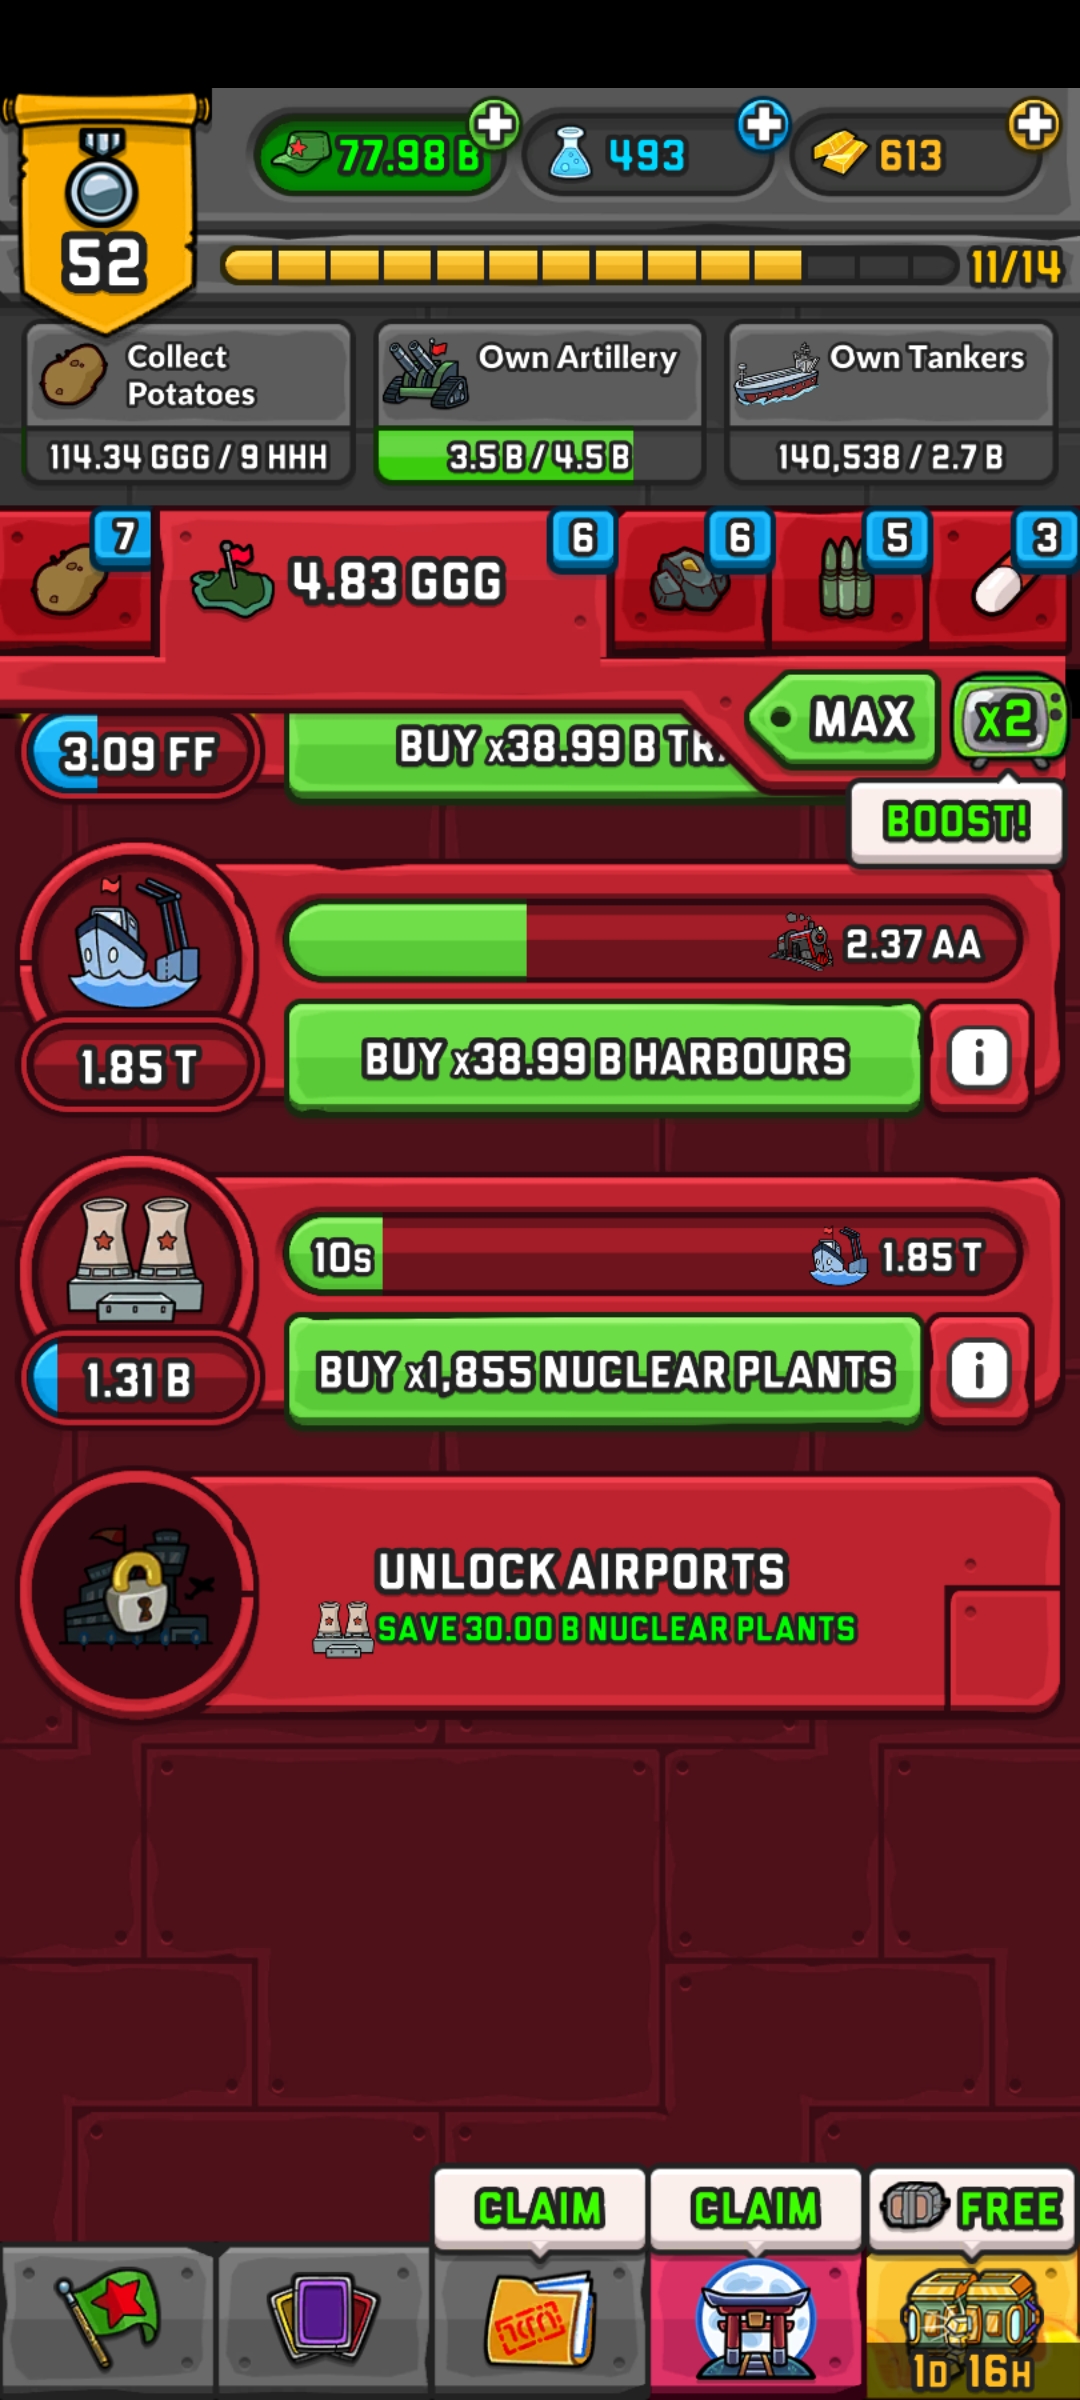 77.98 B
493
613
52
11/14
Collect
Potatoes
114.34 GGG / 9 HHH
Own Artillery
3.5 B / 4.5 B
Own Tankers
140,538 / 2.7 B
7
4.83 GGG
6
6
5
3
MAX
x2
BOOST!
3.09 FF
BUY x38.99 B
2.37 AA
1.85 T
BUY x38.99 B HARBOURS
i
10s
1.85 T
1.31 B
BUY x1,855 NUCLEAR PLANTS
i
UNLOCK AIRPORTS
SAVE 30.00 B NUCLEAR PLANTS
CLAIM
CLAIM
FREE
1D 16H